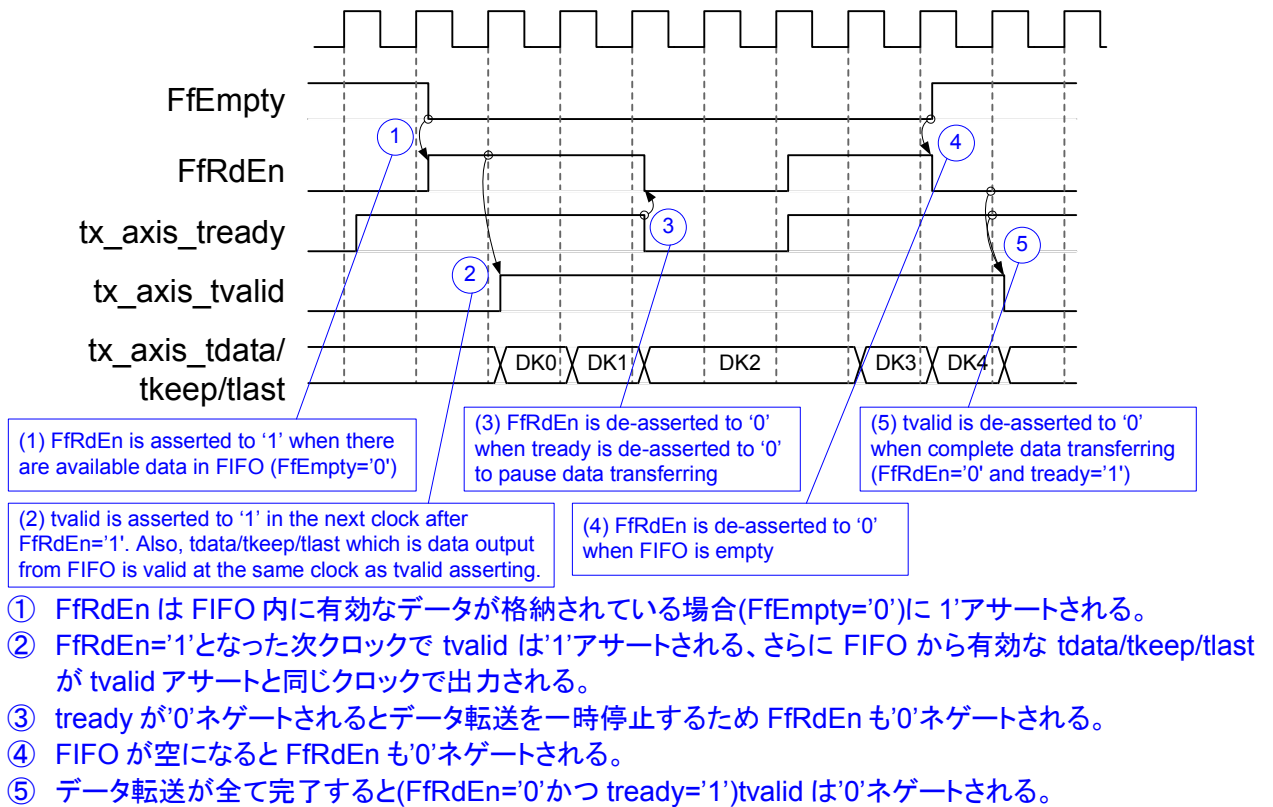 FfEmpty
1
4
FfRdEn
tx_axis_tready
3
5
2
tx_axis_tvalid
tx_axis_tdata/
tkeep/tlast
DK0
DK1
DK2
DK3
DK4
(1) FfRdEn is asserted to ‘1’ when there
are available data in FIFO (FfEmpty=’0')
(3) FfRdEn is de-asserted to ‘0’
when tready is de-asserted to ‘0’
to pause data transferring
(5) tvalid is de-asserted to ‘0’
when complete data transferring
(FfRdEn=’0' and tready=’1')
(2) tvalid is asserted to ‘1’ in the next clock after
FfRdEn=’1'. Also, tdata/tkeep/tlast which is data output
from FIFO is valid at the same clock as tvalid asserting.
(4) FfRdEn is de-asserted to ‘0’
when FIFO is empty
① FfRdEn は FIFO 内に有効なデータが格納されている場合(FfEmpty=’0’)に 1’アサートされる。
② FfRdEn=’1’となった次クロックで tvalid は’1’アサートされる、さらに FIFO から有効な tdata/tkeep/tlast
が tvalid アサートと同じクロックで出力される。
③ tready が’0’ネゲートされるとデータ転送を一時停止するため FfRdEn も’0’ネゲートされる。
④ FIFO が空になると FfRdEn も’0’ネゲートされる。
⑤ データ転送が全て完了すると(FfRdEn=’0’かつ tready=’1’)tvalid は’0’ネゲートされる。